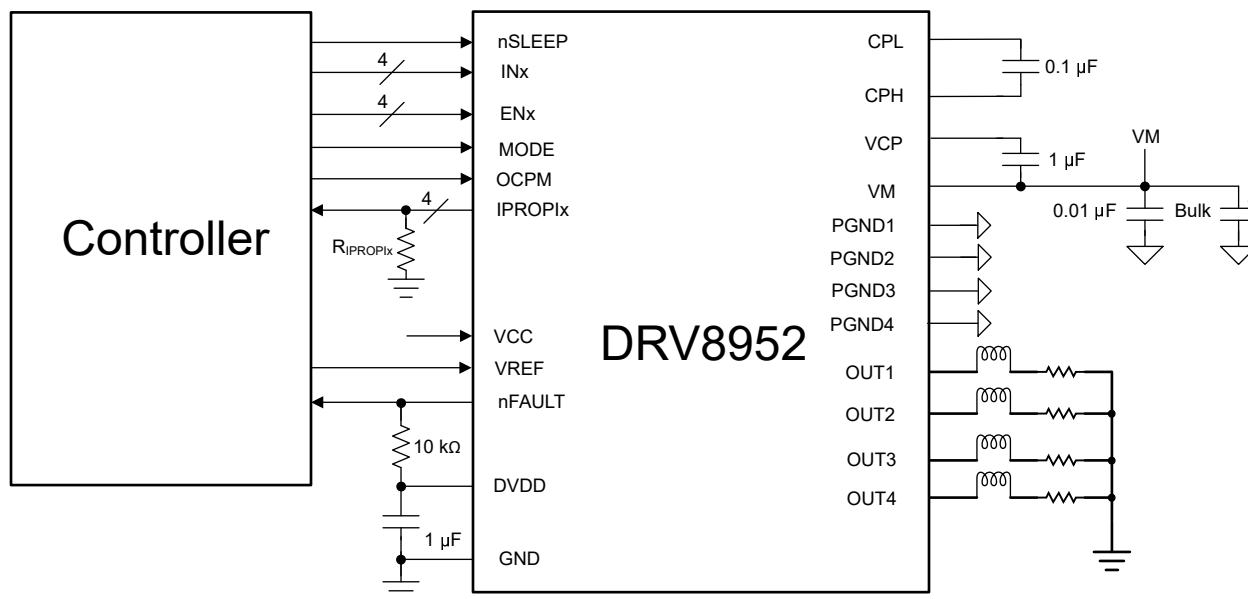 Controller
nSLEEP
4
INx
4
ENx
MODE
OCPM
4
IPROPIx
RIPROPIx
VCC
VREF
nFAULT
10 kΩ
DVDD
1 µF
GND
DRV8952
CPL
0.1 µF
CPH
VCP
1 µF
VM
VM
0.01 µF
Bulk
PGND1
PGND2
PGND3
PGND4
OUT1
OUT2
OUT3
OUT4